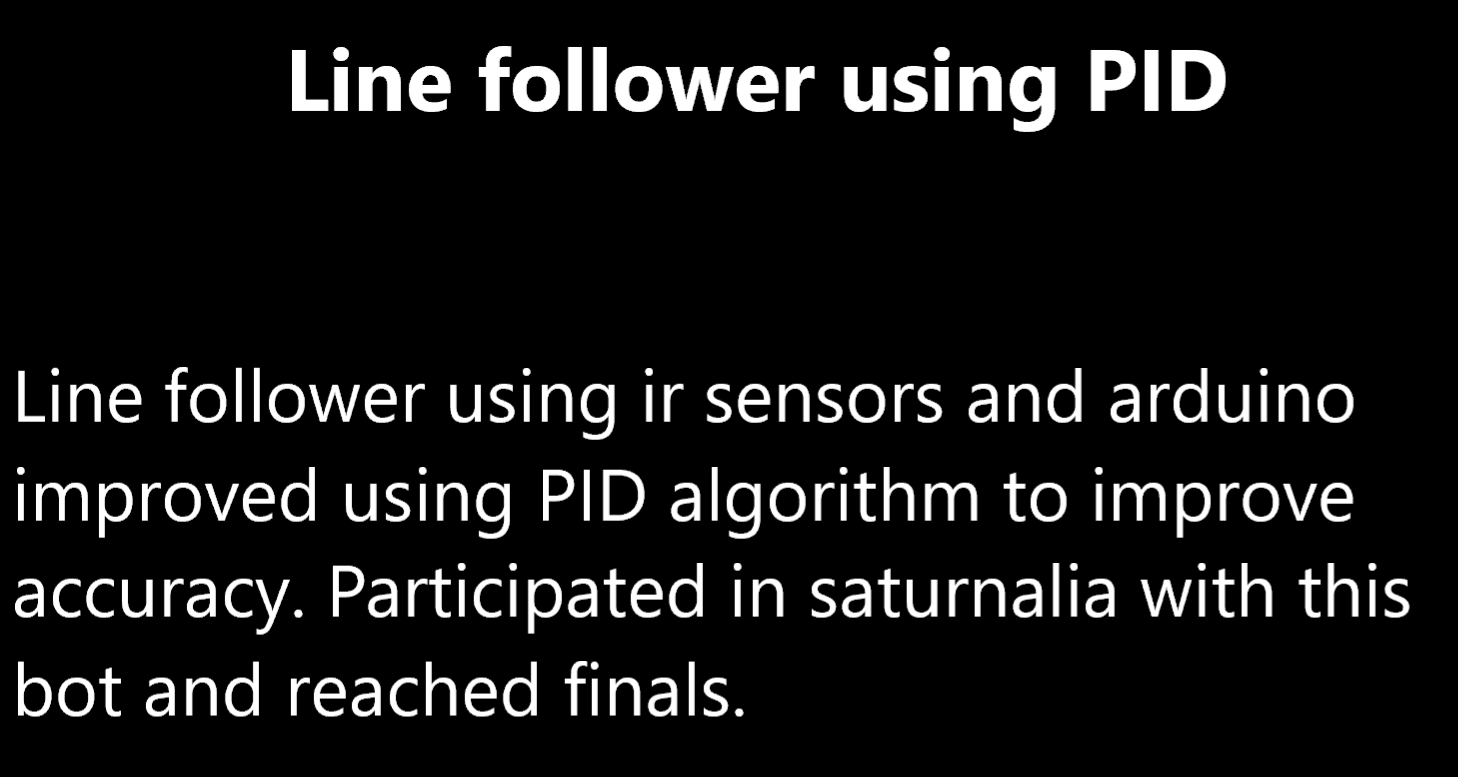 Line follower using PID
Line follower using ir sensors and arduino
improved using PID algorithm to improve
accuracy. Participated in saturnalia with this
bot and reached finals.